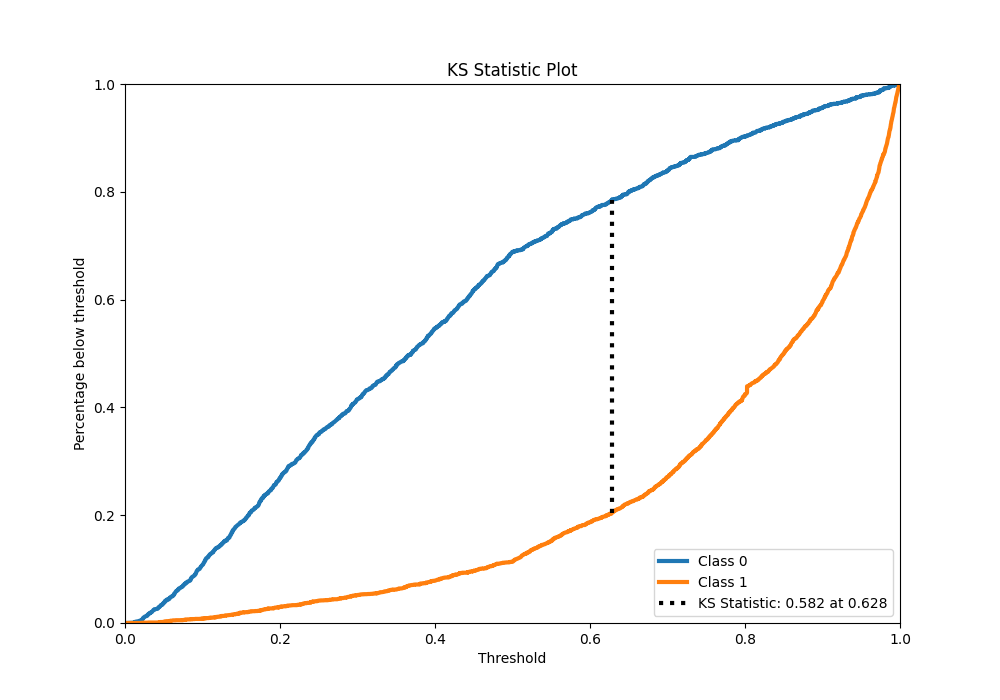 KS Statistic Plot
Percentage below threshold
1.0
0.8
0.6
0.4
0.2
0.0
0.0 0.2 0.4 0.6 0.8 1.0
Threshold
Class 0
Class 1
KS Statistic: 0.582 at 0.628